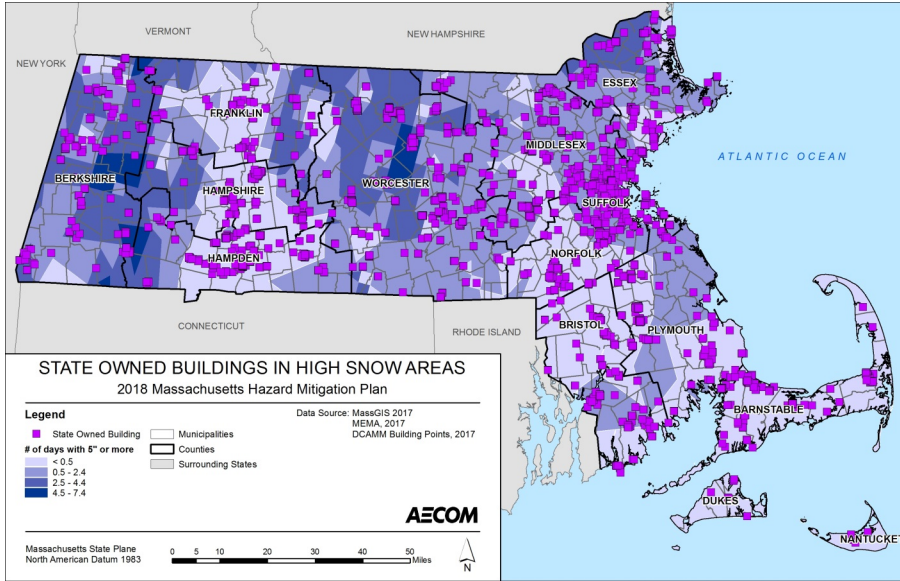 VERMONT
NEW HAMPSHIRE
NEW YORK
ESSEX
FRANKLIN
MIDDLESEX
ATLANTIC OCEAN
BERKSHIRE
WORCESTER
HAMPSHIRE
SUFFOLK
NORFOLK
HAMPDEN
CONNECTICUT
RHODE ISLAND
BRISTOL
PLYMOUTH
BARNSTABLE
DUKES
NANTUCKET
STATE OWNED BUILDINGS IN HIGH SNOW AREAS
2018 Massachusetts Hazard Mitigation Plan
Legend
State Owned Building
# of days with 5" or more
< 0.5
0.5 - 2.4
2.5 - 4.4
4.5 - 7.4
Municipalities
Counties
Surrounding States
Data Source: MassGIS 2017
MEMA, 2017
DCAMM Building Points, 2017
AECOM
Massachusetts State Plane
North American Datum 1983
0 5 10 20 30 40 50
Miles
N